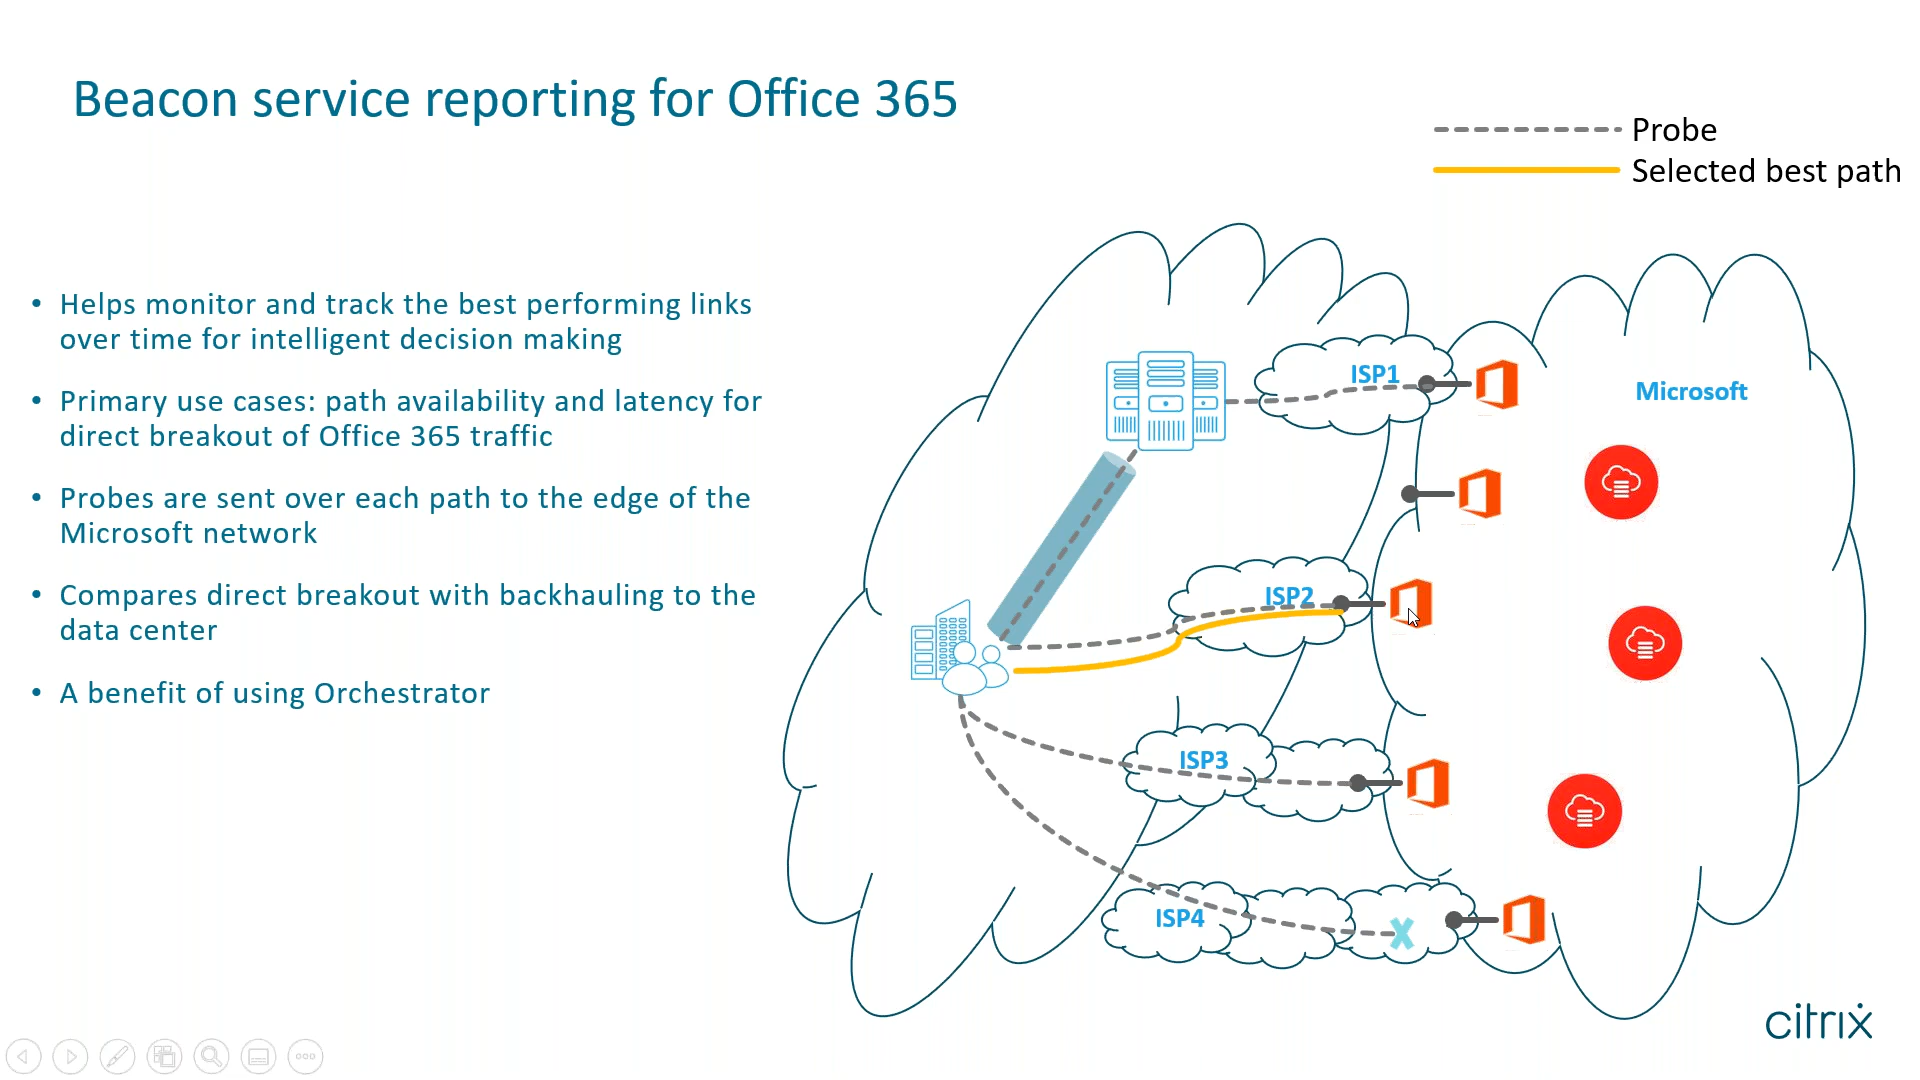 Beacon service reporting for Office 365
Probe
Selected best path
• Helps monitor and track the best performing links
over time for intelligent decision making
• Primary use cases: path availability and latency for
direct breakout of Office 365 traffic
• Probes are sent over each path to the edge of the
Microsoft network
• Compares direct breakout with backhauling to the
data center
• A benefit of using Orchestrator
ISP1
Microsoft
ISP2
ISP3
ISP4
X
citrix